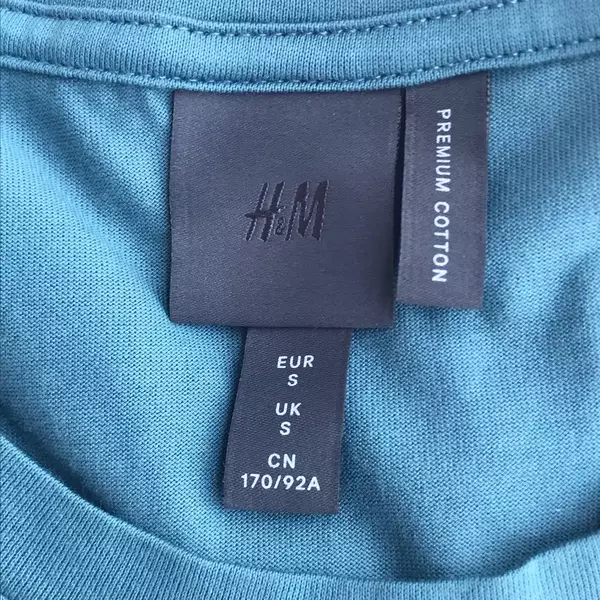 H&M
PREMIUM COTTON
EUR
S
UK
S
CN
170/92A